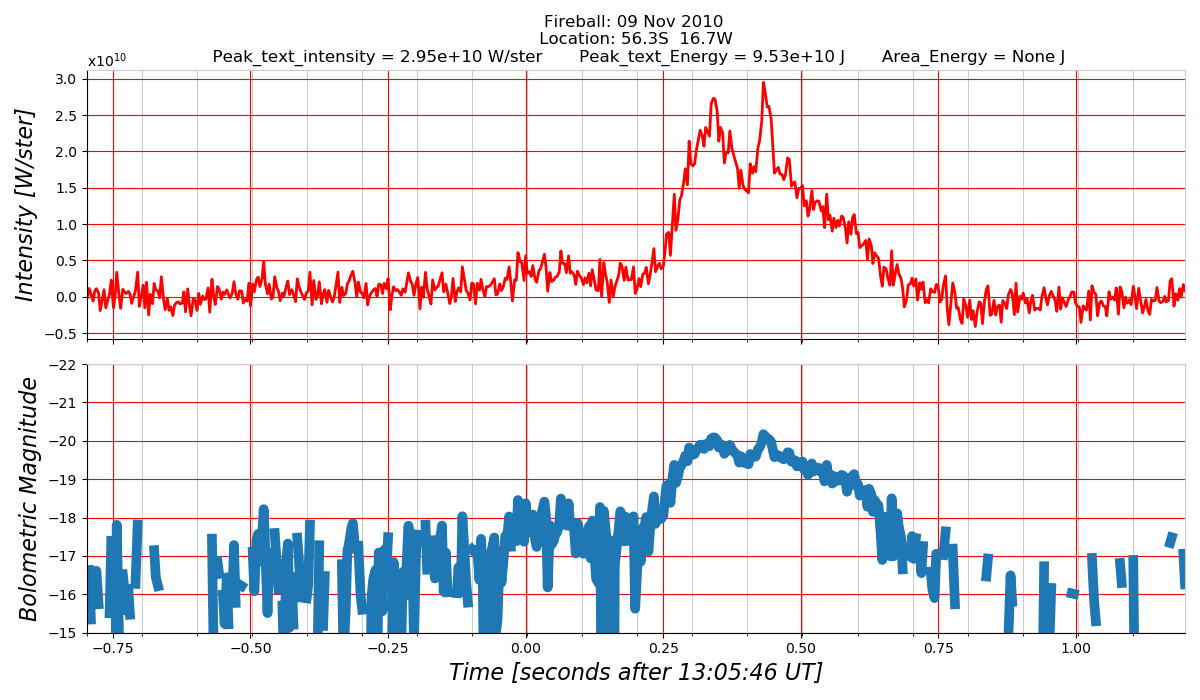 Fireball: 09 Nov 2010
Location: 56.3S  16.7W
Peak_text_intensity = 2.95e+10 W/ster  Peak_text_Energy = 9.53e+10 J  Area_Energy = None J
x10¹⁰
3.0
2.5
2.0
1.5
1.0
0.5
0.0
−0.5
Intensity [W/ster]
−22
−21
−20
−19
−18
−17
−16
−15
Bolometric Magnitude
−0.75 −0.50 −0.25 0.00 0.25 0.50 0.75 1.00
Time [seconds after 13:05:46 UT]